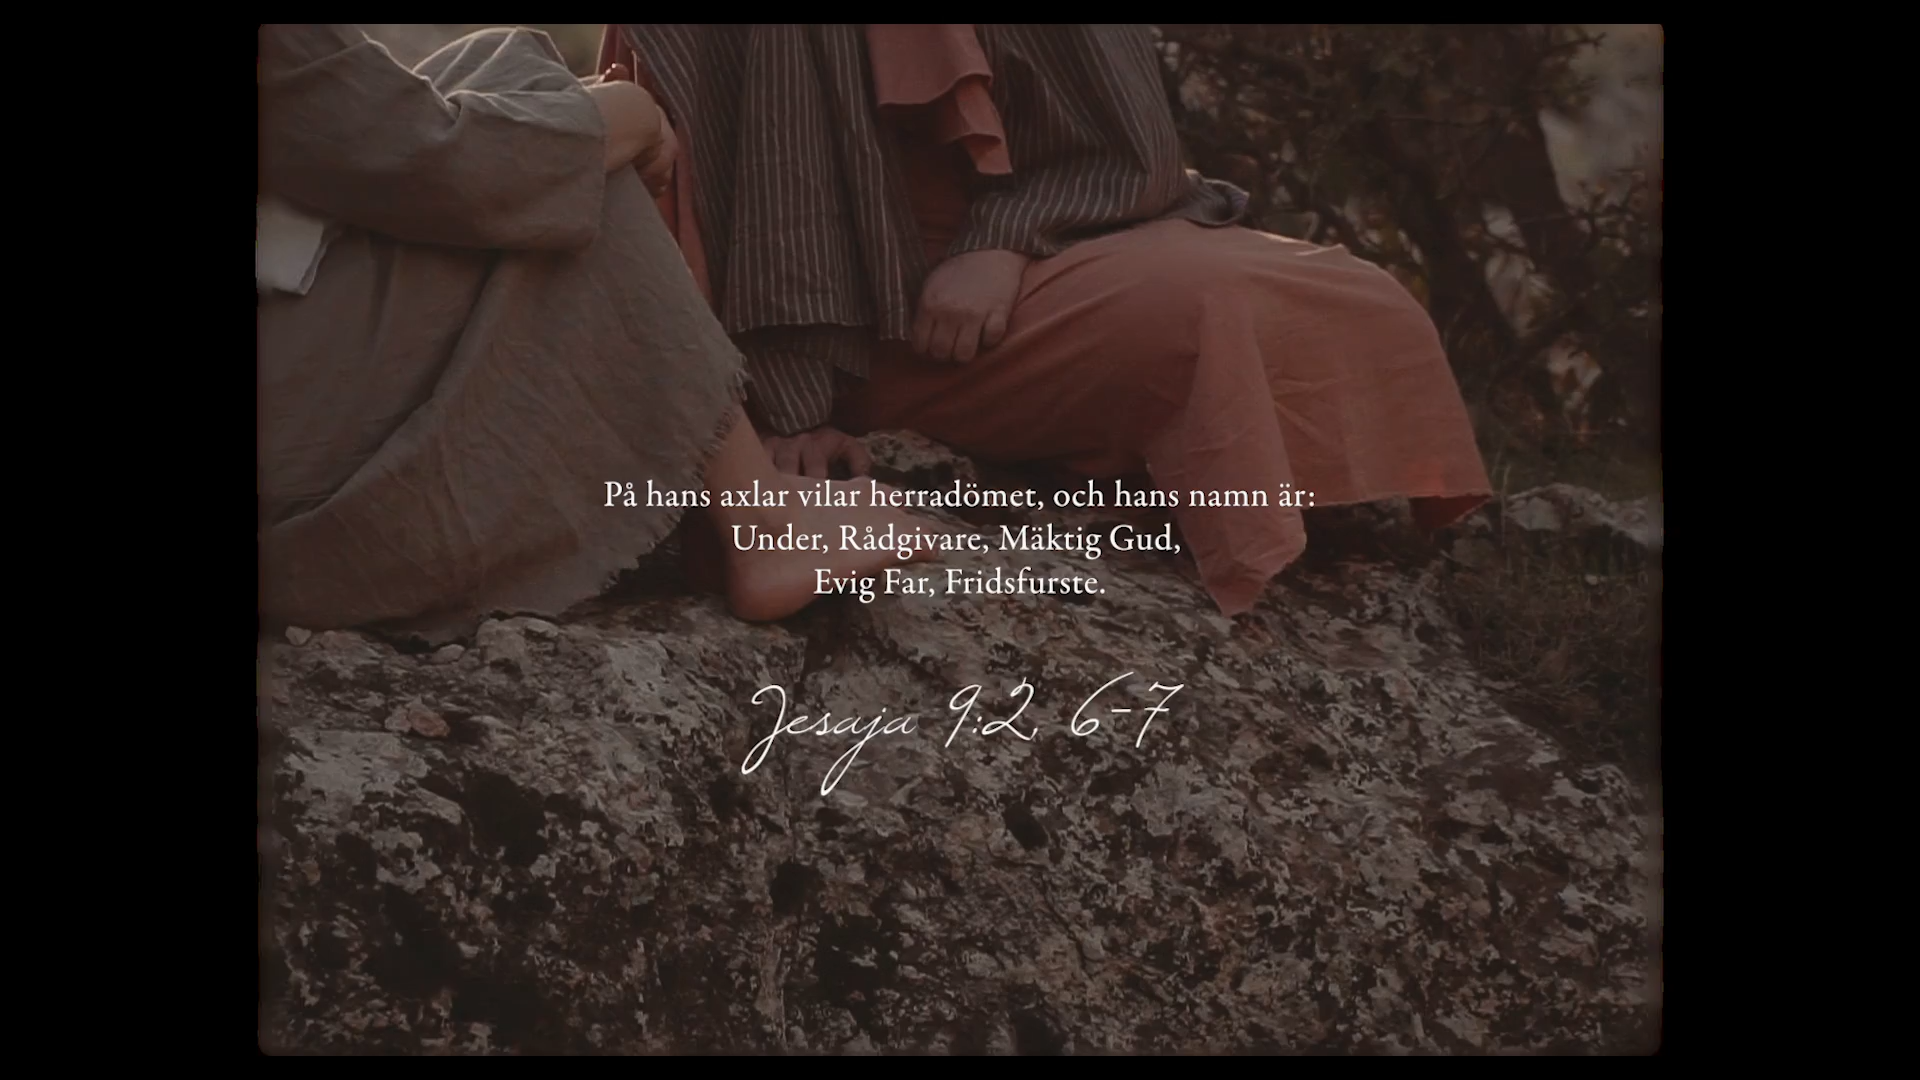 På hans axlar vilar herradömet, och hans namn är:
Under, Rådgivare, Mäktig Gud,
Evig Far, Fridsfurste.
Jesaja 9:2, 6-7